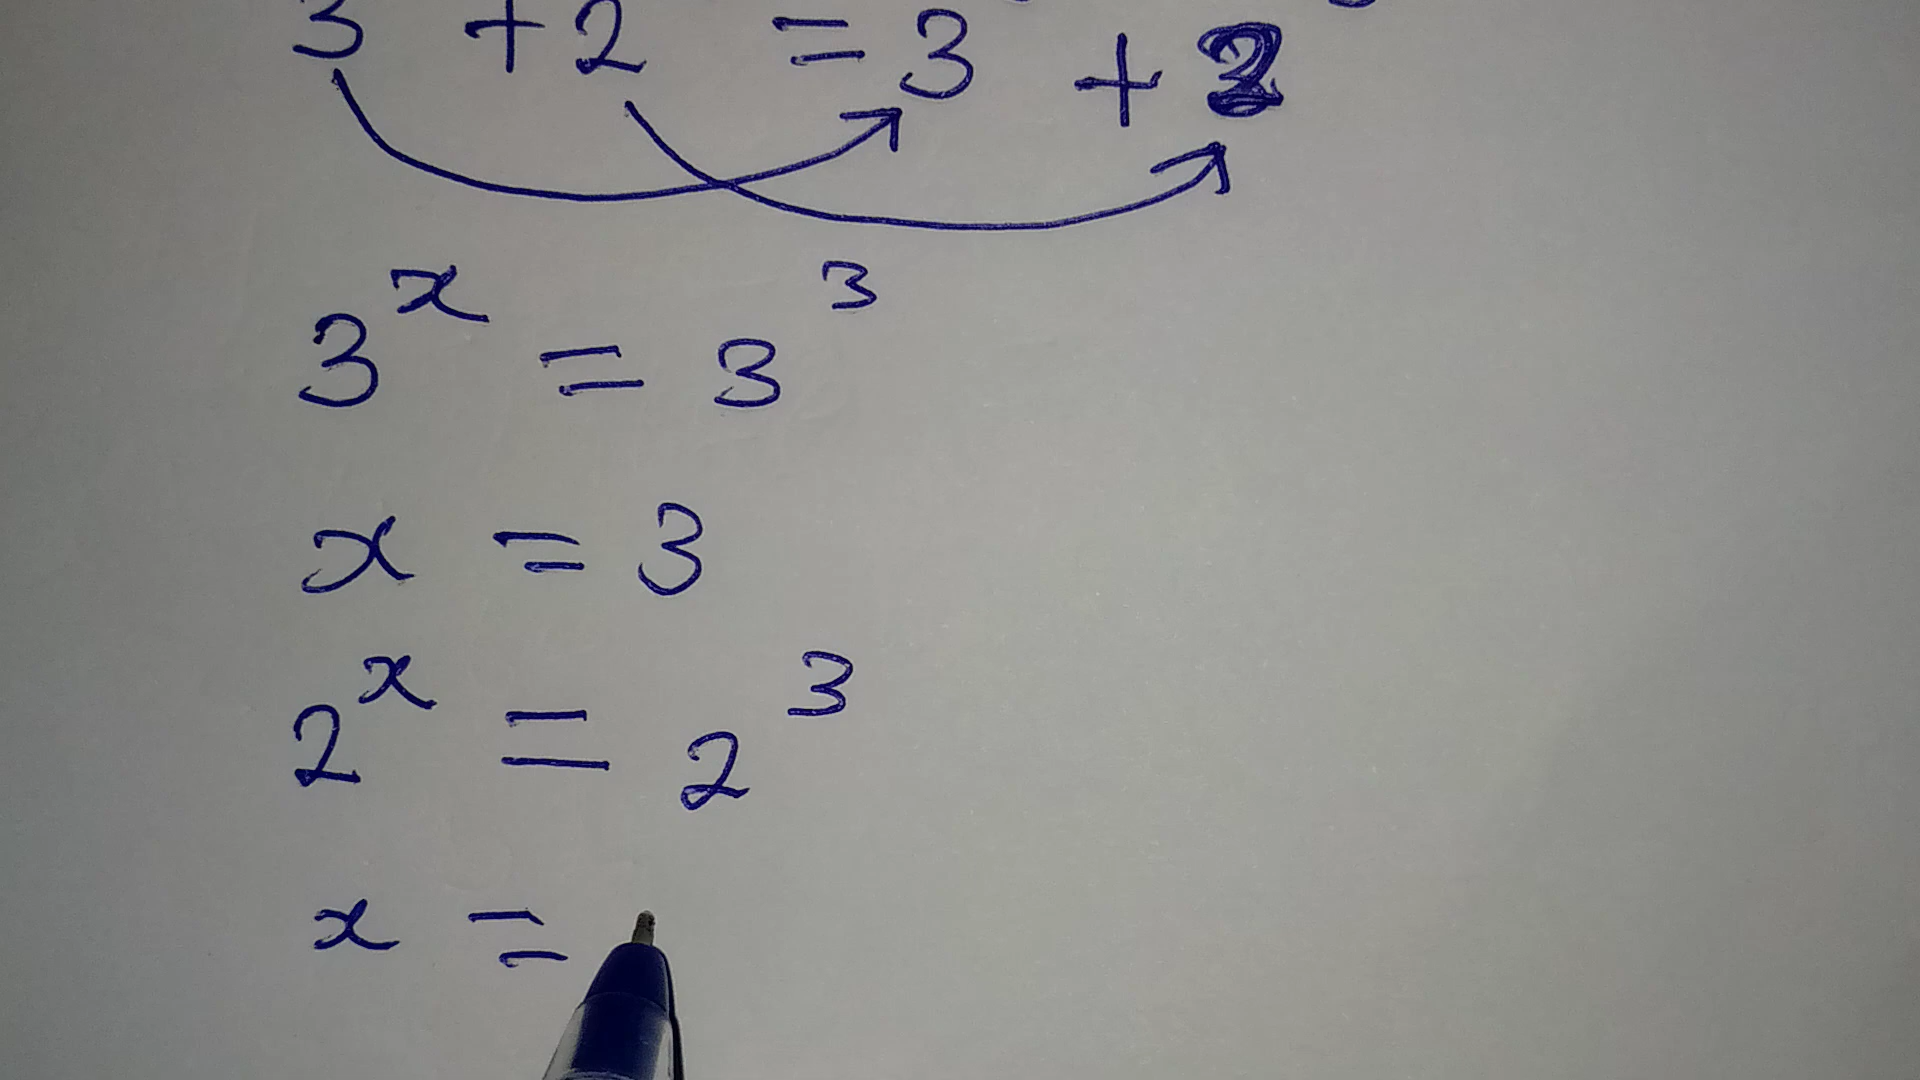 3 + 2 = 3 + 2
3^x = 3^3
x = 3
2^x = 2^3
x =